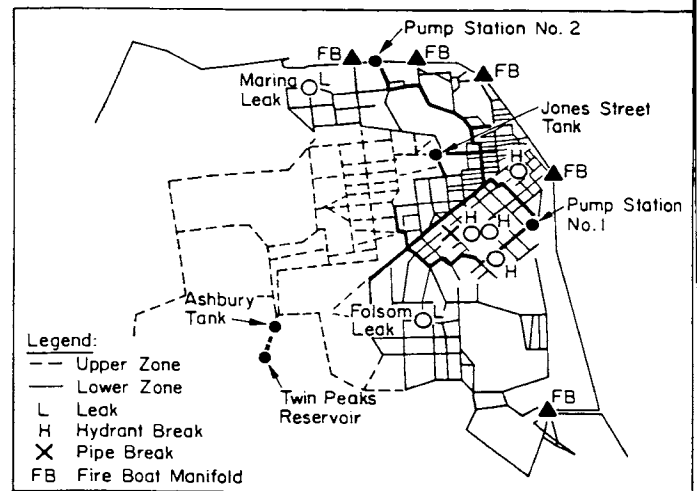 Pump Station No. 2
FB
FB
FB
Marina
Leak
L
Jones Street
Tank
H
FB
Pump Station
No. 1
H
H
H
Ashbury
Tank
Folsom
Leak
L
Twin Peaks
Reservoir
FB
Legend:
Upper Zone
Lower Zone
L Leak
H Hydrant Break
X Pipe Break
FB Fire Boat Manifold